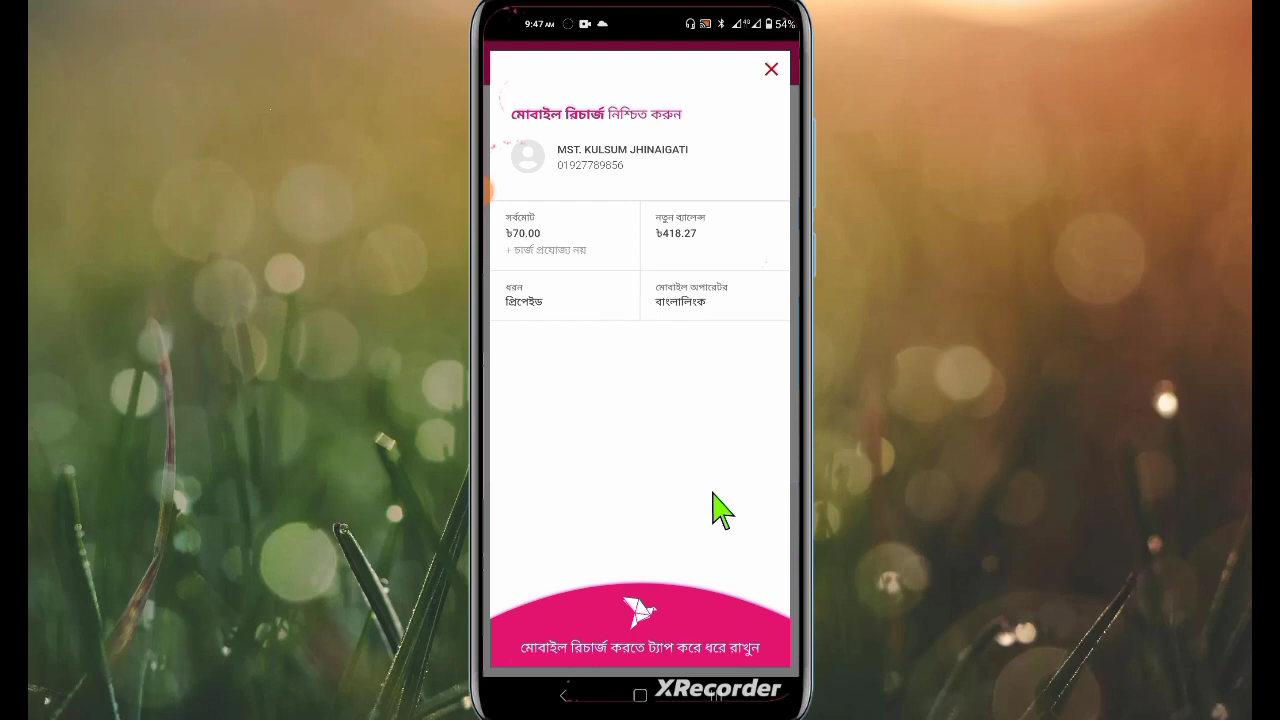 9:47 AM
4G
54%
মোবাইল রিচার্জ নিশ্চিত করুন
MST. KULSUM JHINAIGATI
01927789856
সর্বমোট
৳70.00
+ চার্জ প্রযোজ্য নয়
নতুন ব্যালেন্স
৳418.27
ধরন
প্রিপেইড
মোবাইল অপারেটর
বাংলালিংক
মোবাইল রিচার্জ করতে ট্যাপ করে ধরে রাখুন
XRecorder